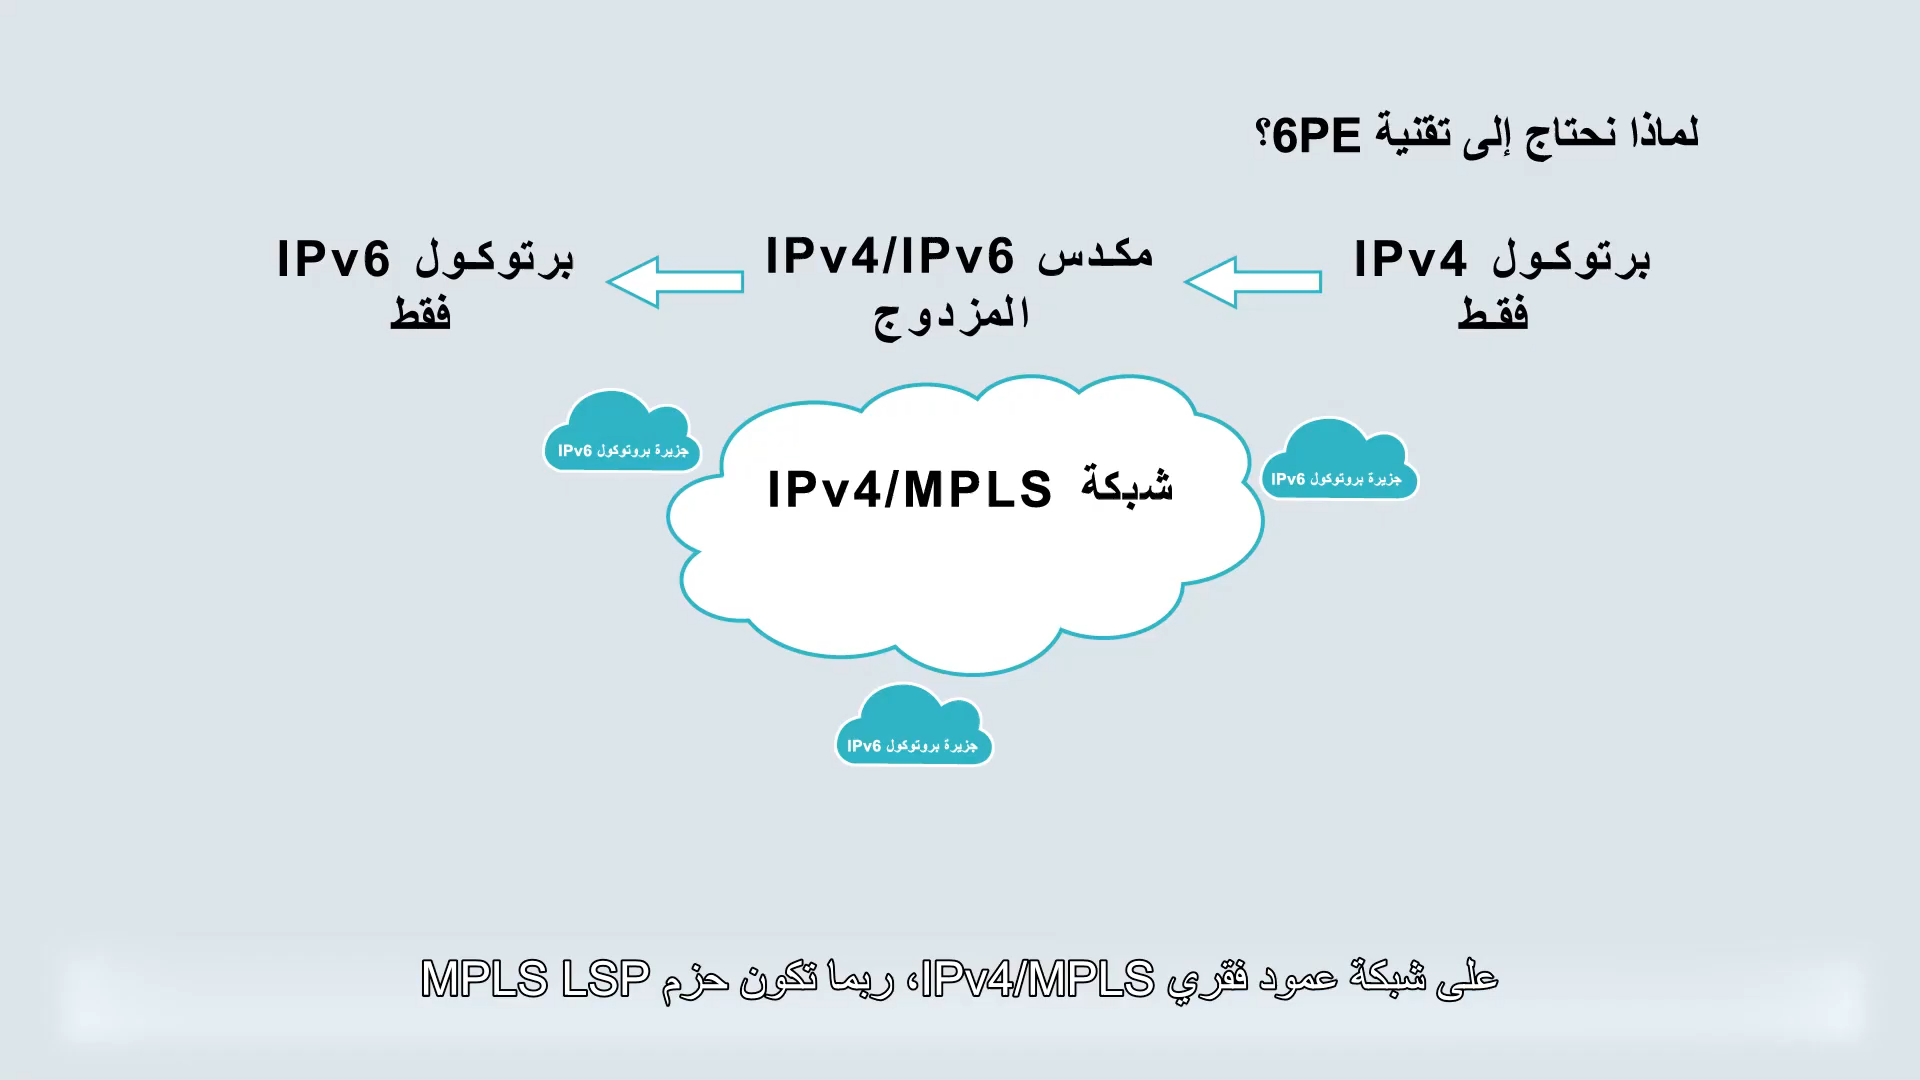 لماذا نحتاج إلى تقنية 6PE؟
برتوكول IPv4
فقط
مكدس IPv4/IPv6
المزدوج
برتوكول IPv6
فقط
شبكة IPv4/MPLS
جزيرة بروتوكول IPv6
جزيرة بروتوكول IPv6
جزيرة بروتوكول IPv6
على شبكة عمود فقري IPv4/MPLS، ربما تكون حزم MPLS LSP